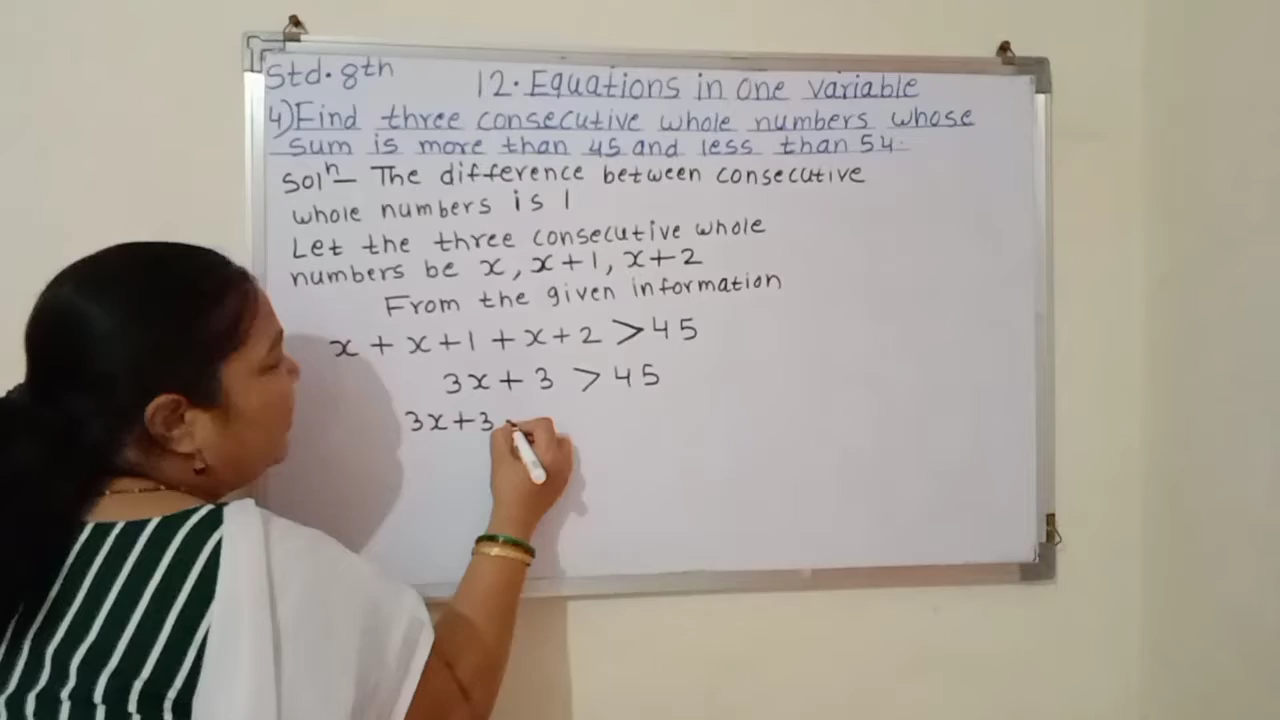 Std. 8th 12. Equations in one variable
4) Find three consecutive whole numbers whose
sum is more than 45 and less than 54.
Solⁿ- The difference between consecutive
whole numbers is 1
Let the three consecutive whole
numbers be x, x+1, x+2
From the given information
x + x+1 + x+2 > 45
3x + 3 > 45
3x+3